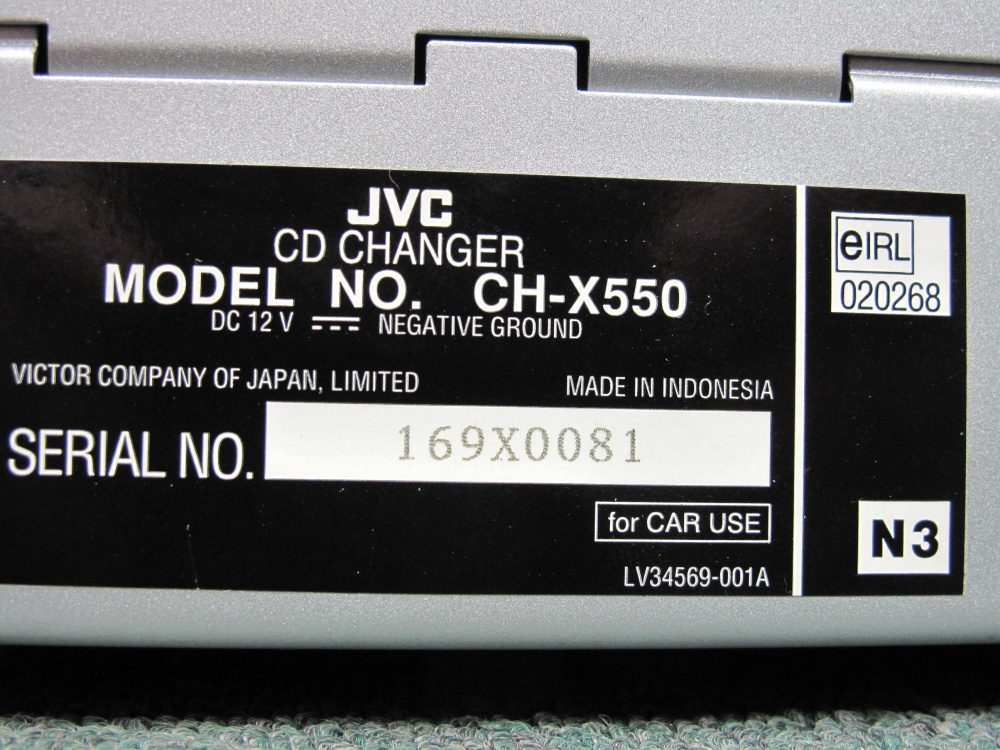 JVC
CD CHANGER
MODEL NO. CH-X550
DC 12 V ⎓ NEGATIVE GROUND
VICTOR COMPANY OF JAPAN, LIMITED MADE IN INDONESIA
SERIAL NO. 169X0081
for CAR USE
LV34569-001A
eIRL
020268
N3